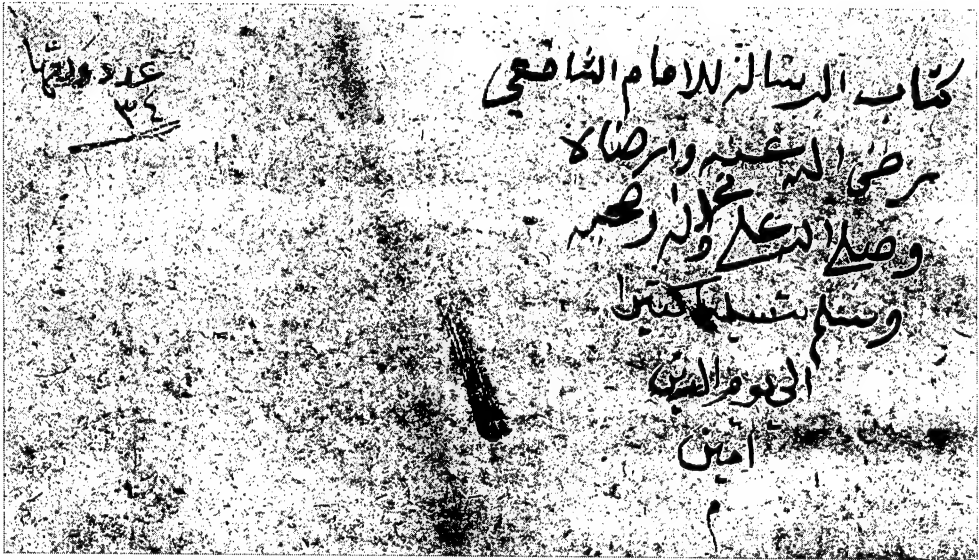 كتاب الرسالة للامام الشافعي
رضي الله عنه وارضاه
وصلى الله على محمد واله وصحبه
وسلم تسليما كثيرا
الى يوم الدين
امين
م
عدد ورقها
٣٤